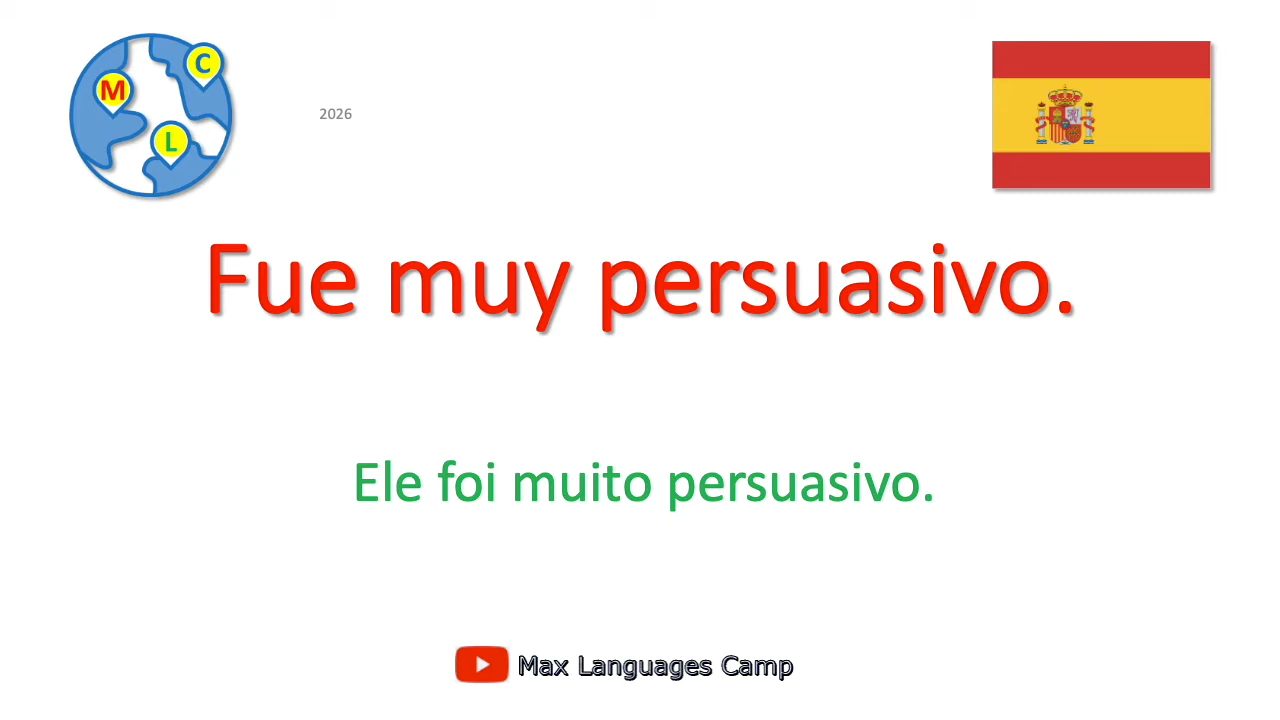 M
C
L
2026
Fue muy persuasivo.
Ele foi muito persuasivo.
Max Languages Camp